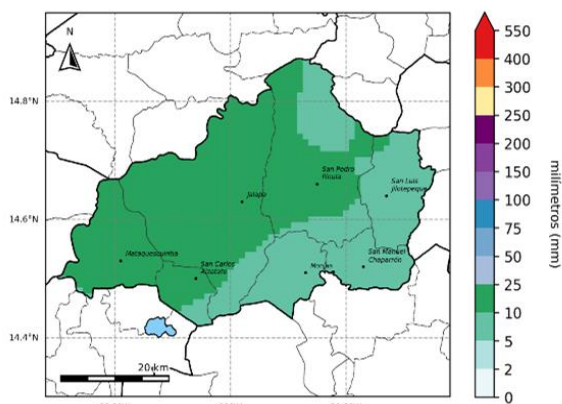 N
14.8°N
14.6°N
14.4°N
San Pedro
Pinula
San Luis
Jilotepeque
Jalapa
Mataquescuintla
San Carlos
Alzatate
Monjas
San Manuel
Chaparrón
20 km
550
400
300
250
200
150
100
75
50
25
10
5
2
0
milímetros (mm)